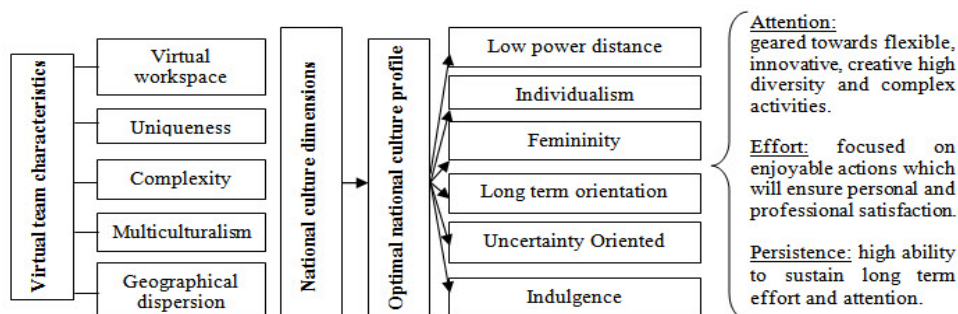 Virtual team characteristics
Virtual
workspace
Uniqueness
Complexity
Multiculturalism
Geographical
dispersion
National culture dimensions
Optimal national culture profile
Low power distance
Individualism
Femininity
Long term orientation
Uncertainty Oriented
Indulgence
Attention:
geared towards flexible,
innovative, creative high
diversity and complex
activities.
Effort: focused on
enjoyable actions which
will ensure personal and
professional satisfaction.
Persistence: high ability
to sustain long term
effort and attention.